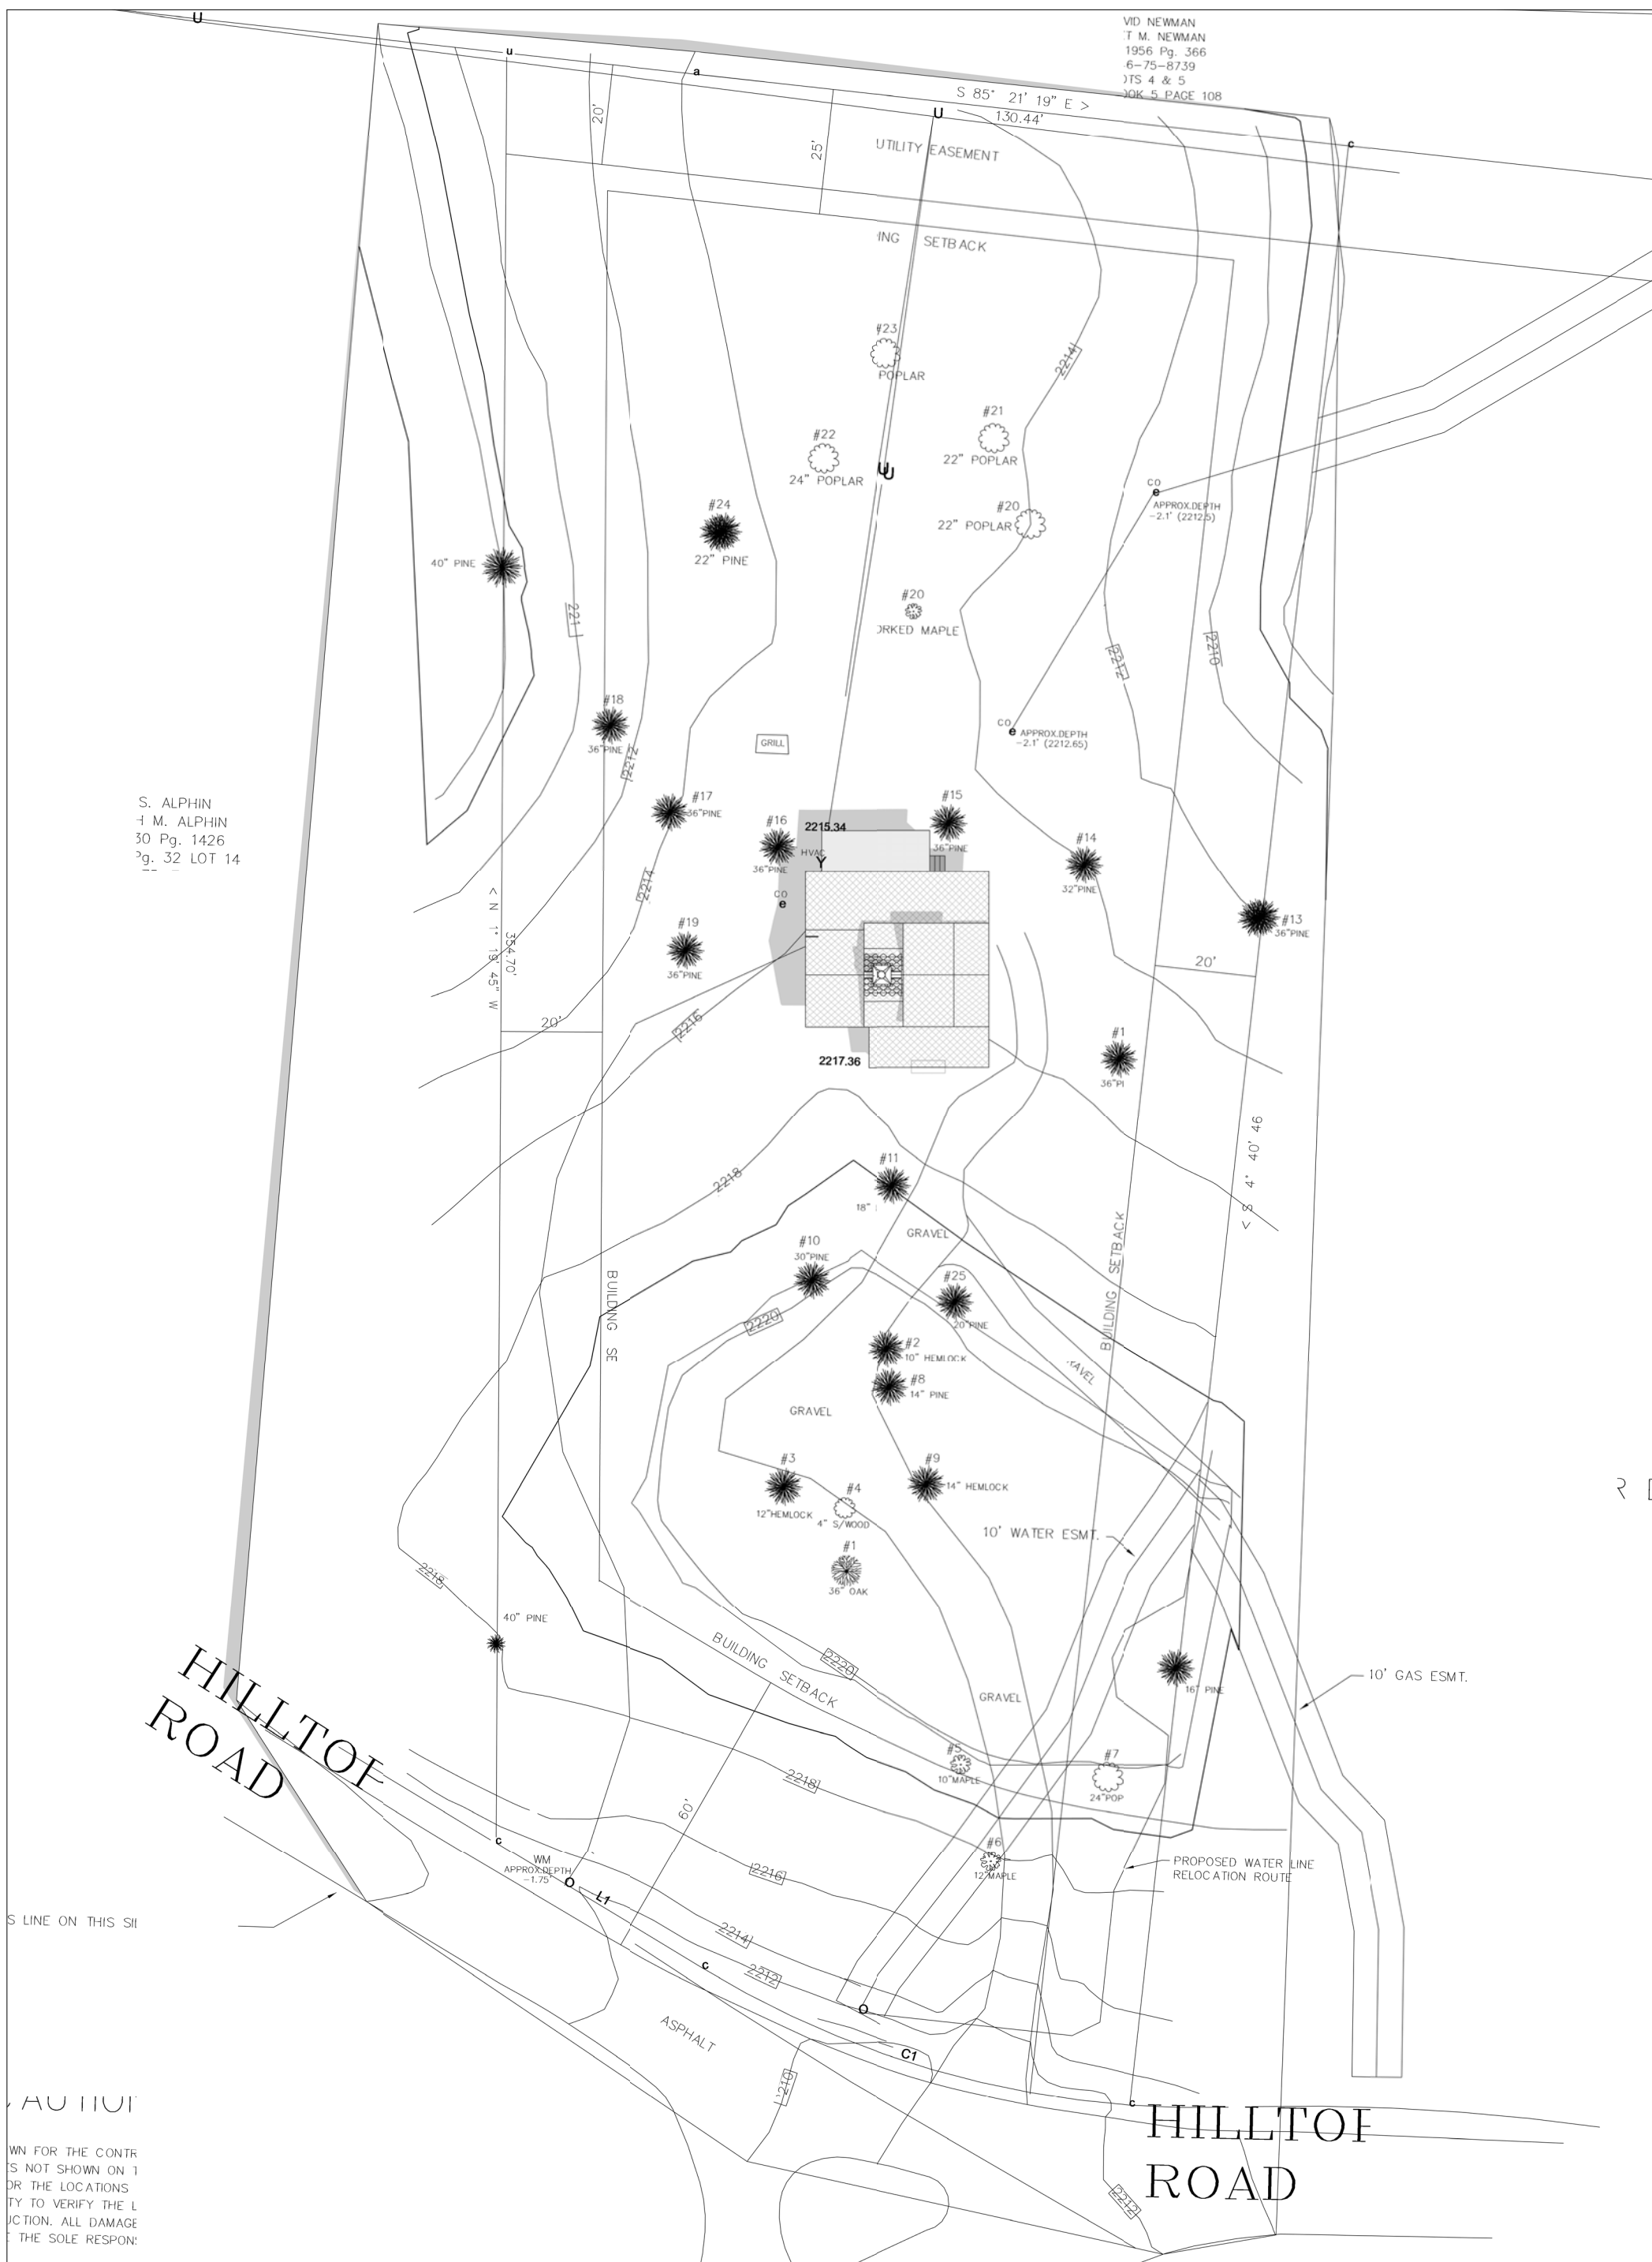 VID NEWMAN
T M. NEWMAN
1956 Pg. 366
6-75-8739
OTS 4 & 5
OOK 5 PAGE 108
U
u
a
S 85° 21' 19" E >
130.44'
U
c
20'
25'
UTILITY EASEMENT
ING SETBACK
#23
POPLAR
2214
#21
22" POPLAR
#22
24" POPLAR
U
U
CO
e
APPROX.DEPTH
-2.1' (2212.5)
#24
22" PINE
#20
22" POPLAR
40" PINE
#20
ORKED MAPLE
2211
2212
2210
#18
36"PINE
2212
GRILL
CO
e
APPROX.DEPTH
-2.1' (2212.65)
S. ALPHIN
H M. ALPHIN
30 Pg. 1426
Pg. 32 LOT 14
#17
36"PINE
#16
36"PINE
2215.34
HVAC
Y
#15
36"PINE
#14
32"PINE
2214
CO
e
#13
36"PINE
#19
36"PINE
< N 1° 19' 45" W
354.70'
20'
20'
2216
2217.36
#1
36"PI
< S 4° 40' 46
2218
#11
18"
GRAVEL
#10
30"PINE
BUILDING SETBACK
#25
20"PINE
BUILDING SE
2220
#2
10" HEMLOCK
#8
14" PINE
RAVEL
GRAVEL
#3
12"HEMLOCK
#4
4" S/WOOD
#9
14" HEMLOCK
R E
10' WATER ESMT.
#1
36" OAK
2218
40" PINE
BUILDING SETBACK
2220
16" PINE
10' GAS ESMT.
GRAVEL
HILLTOP
ROAD
#5
10"MAPLE
#7
24"POP
2218
60'
c
#6
12"MAPLE
WM
APPROX.DEPTH
-1.75'
O
L1
2216
PROPOSED WATER LINE
RELOCATION ROUTE
S LINE ON THIS SI
2214
c
2212
O
ASPHALT
C1
2210
c
HILLTOP
ROAD
2212
WN FOR THE CONTR
S NOT SHOWN ON T
OR THE LOCATIONS
TY TO VERIFY THE L
UCTION. ALL DAMAGE
THE SOLE RESPON